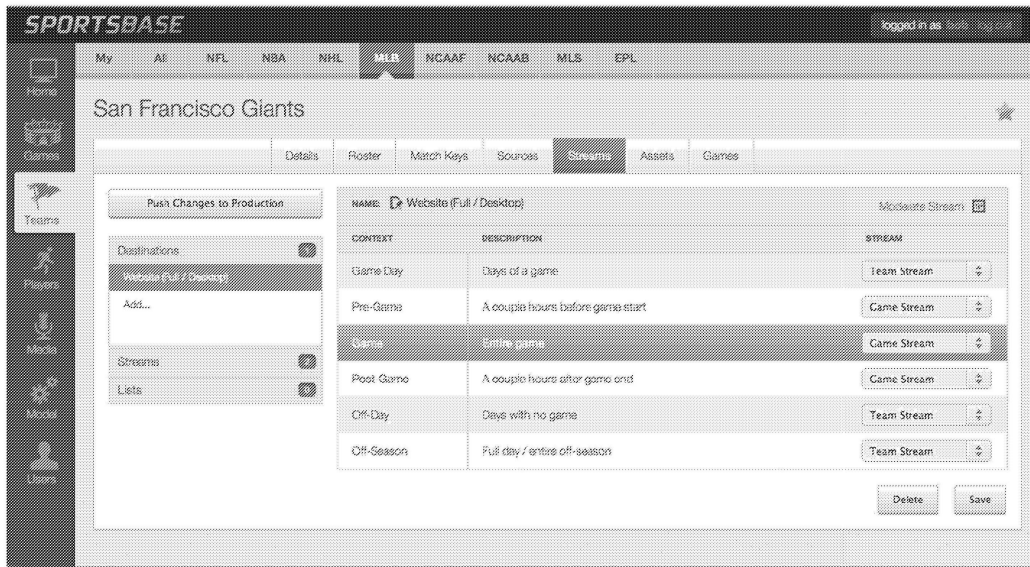 SPORTSBASE
logged in as log out
My All NFL NBA NHL MLB NCAAF NCAAB MLS EPL
Home
San Francisco Giants
Games
Details Roster Match Keys Sources Streams Assets Games
Teams
Push Changes to Production
NAME: Website (Full / Desktop)
Moderate Stream
CONTEXT DESCRIPTION STREAM
Destinations
Website (Full / Desktop)
Game Day Days of a game Team Stream
Players
Add...
Pre-Game A couple hours before game start Game Stream
Media
Game Entire game Game Stream
Streams
Post Game A couple hours after game end Game Stream
Lists
Off-Day Days with no game Team Stream
Off-Season Full day / entire off-season Team Stream
Users
Delete Save